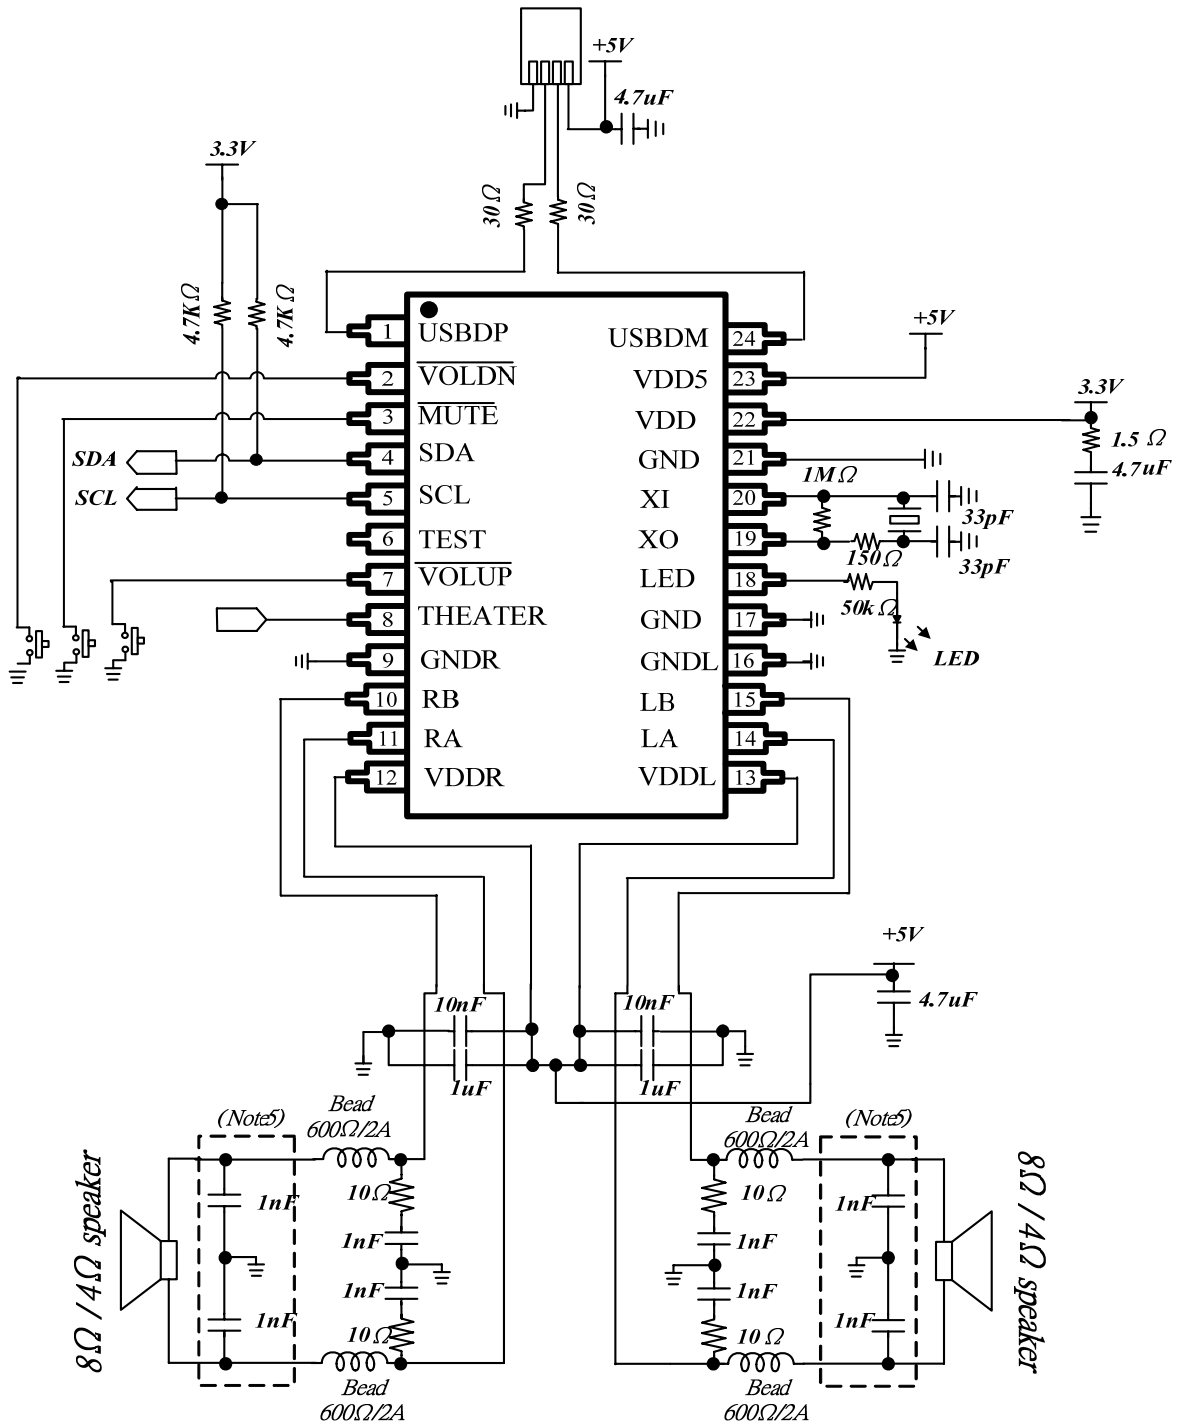 +5V
4.7uF
3.3V
30Ω
30Ω
4.7KΩ
4.7KΩ
1 USBDP
USBDM 24
+5V
2 VOLDN
VDD5 23
3.3V
3 MUTE
VDD 22
1.5 Ω
SDA
4 SDA
GND 21
4.7uF
1MΩ
SCL
5 SCL
XI 20
33pF
6 TEST
XO 19
150Ω
33pF
7 VOLUP
LED 18
50kΩ
8 THEATER
GND 17
LED
9 GNDR
GNDL 16
10 RB
LB 15
11 RA
LA 14
12 VDDR
VDDL 13
+5V
4.7uF
10nF
10nF
1uF
1uF
Bead
600Ω/2A
(Note5)
Bead
600Ω/2A
(Note5)
8Ω / 4Ω speaker
1nF
10Ω
1nF
1nF
1nF
10Ω
10Ω
1nF
1nF
10Ω
1nF
1nF
8Ω / 4Ω speaker
Bead
600Ω/2A
Bead
600Ω/2A